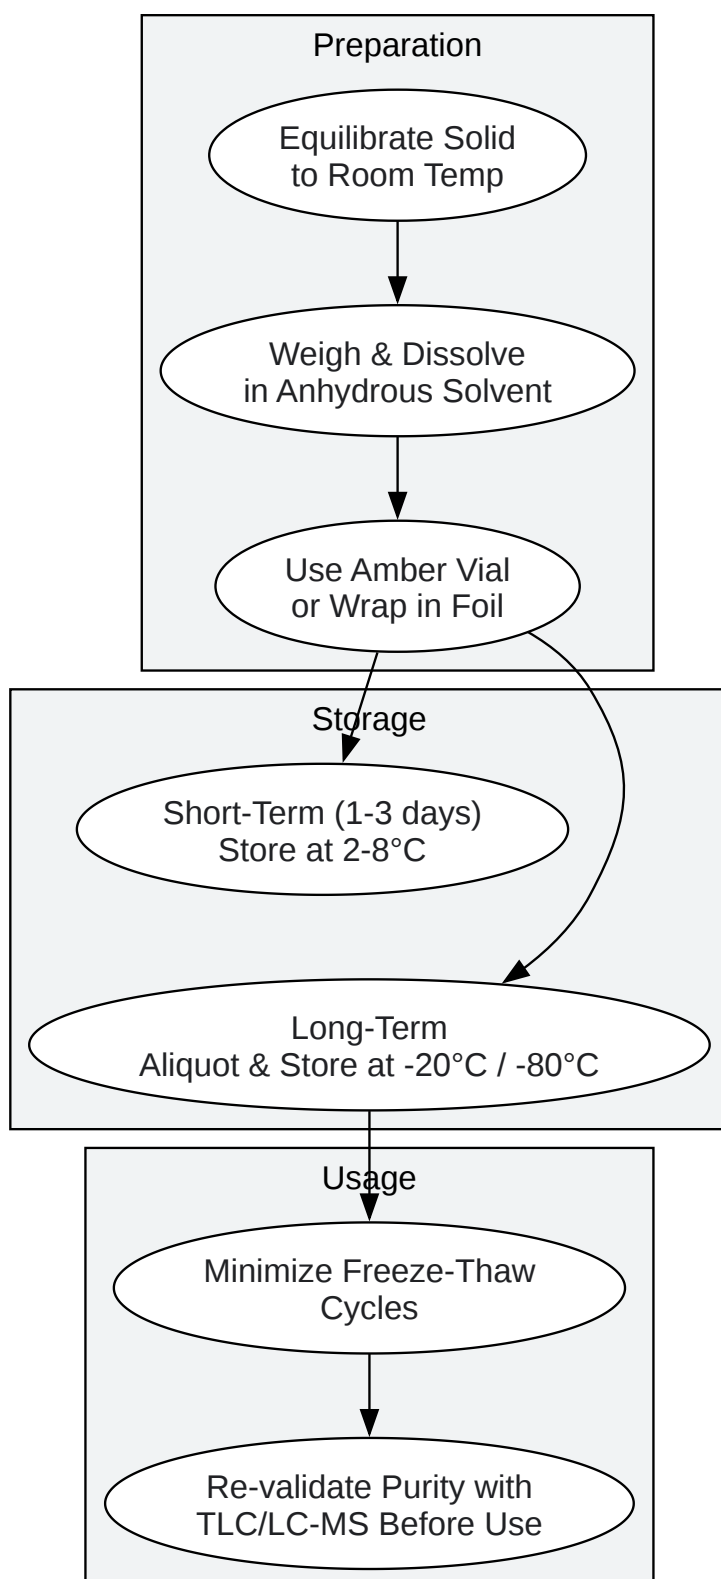 Preparation
Equilibrate Solid
to Room Temp
Weigh & Dissolve
in Anhydrous Solvent
Use Amber Vial
or Wrap in Foil
Storage
Short-Term (1-3 days)
Store at 2-8°C
Long-Term
Aliquot & Store at -20°C / -80°C
Usage
Minimize Freeze-Thaw
Cycles
Re-validate Purity with
TLC/LC-MS Before Use